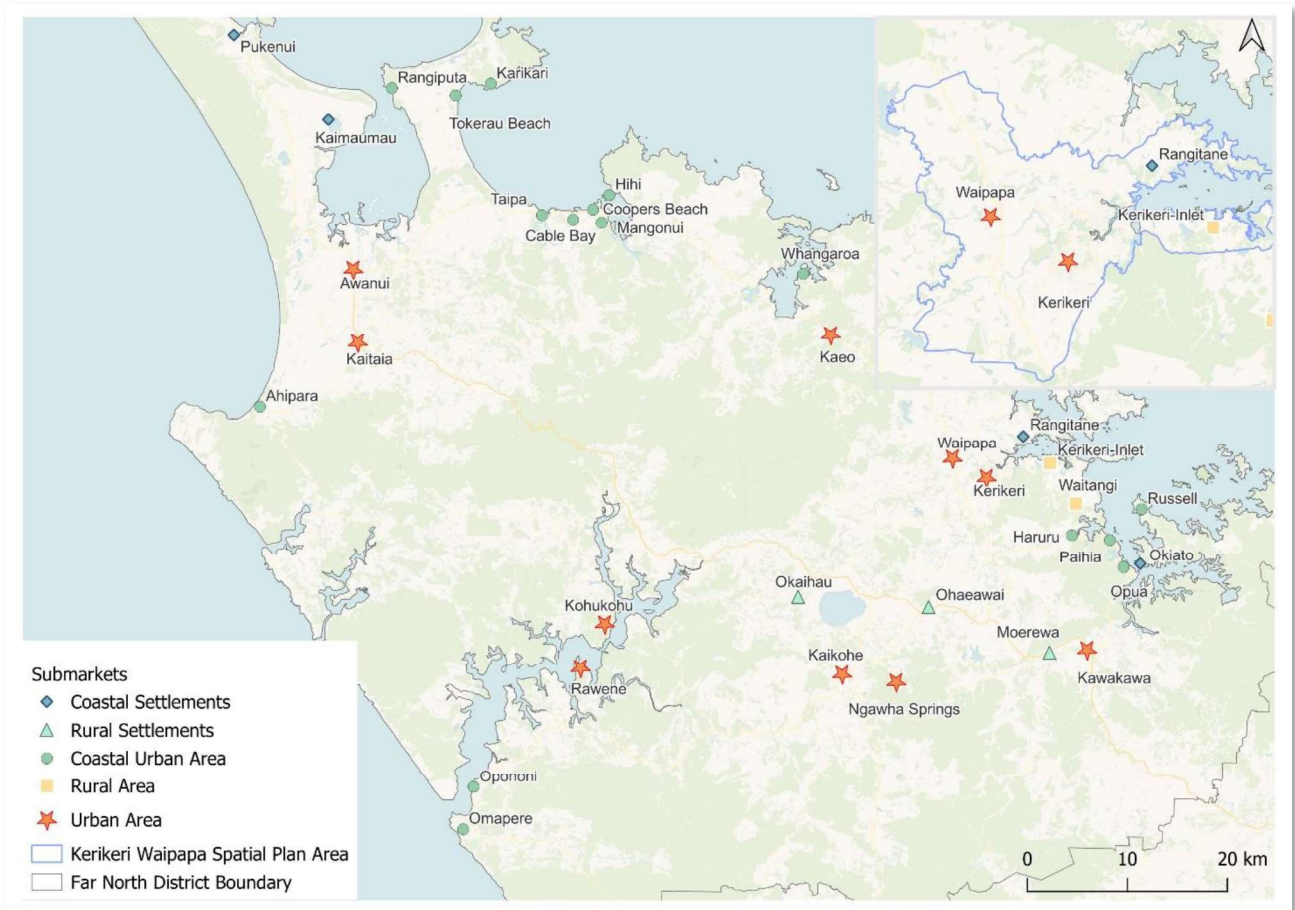 Pukenui
Rangiputa
Karikari
Kaimaumau
Tokerau Beach
Rangitane
Waipapa
Kerikeri-Inlet
Kerikeri
Hihi
Taipa
Coopers Beach
Cable Bay
Mangonui
Whangaroa
Awanui
Kaeo
Kaitaia
Ahipara
Rangitane
Waipapa
Kerikeri-Inlet
Kerikeri
Waitangi
Russell
Haruru
Paihia
Okiato
Opua
Okaihau
Ohaeawai
Kohukohu
Moerewa
Kaikohe
Kawakawa
Rawene
Ngawha Springs
Opononi
Omapere
Submarkets
Coastal Settlements
Rural Settlements
Coastal Urban Area
Rural Area
Urban Area
Kerikeri Waipapa Spatial Plan Area
Far North District Boundary
0 10 20 km